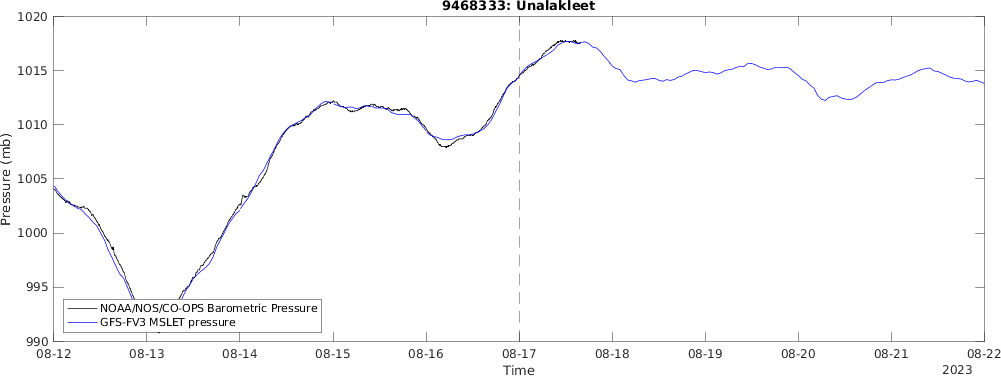 9468333: Unalakleet
1020
1015
1010
1005
1000
995
990
Pressure (mb)
NOAA/NOS/CO-OPS Barometric Pressure
GFS-FV3 MSLET pressure
08-12 08-13 08-14 08-15 08-16 08-17 08-18 08-19 08-20 08-21 08-22
Time
2023